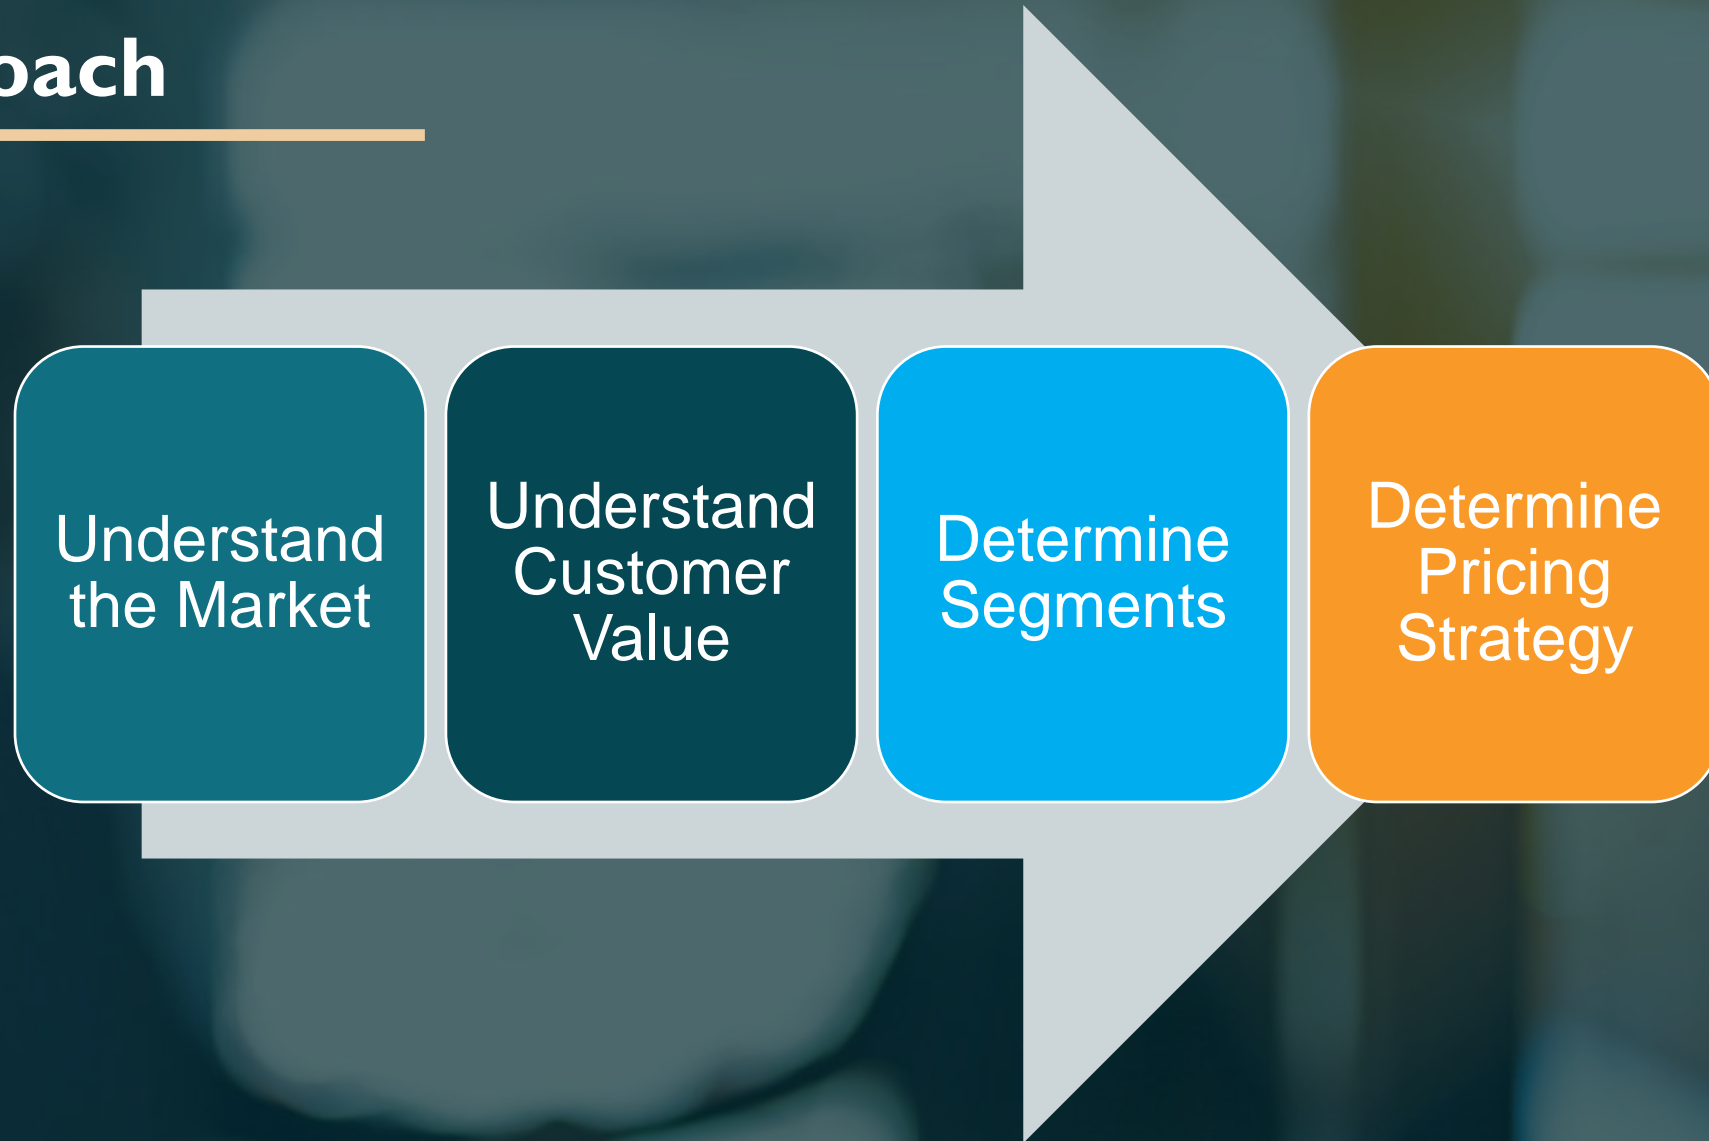 oach
Understand
the Market
Understand
Customer
Value
Determine
Segments
Determine
Pricing
Strategy